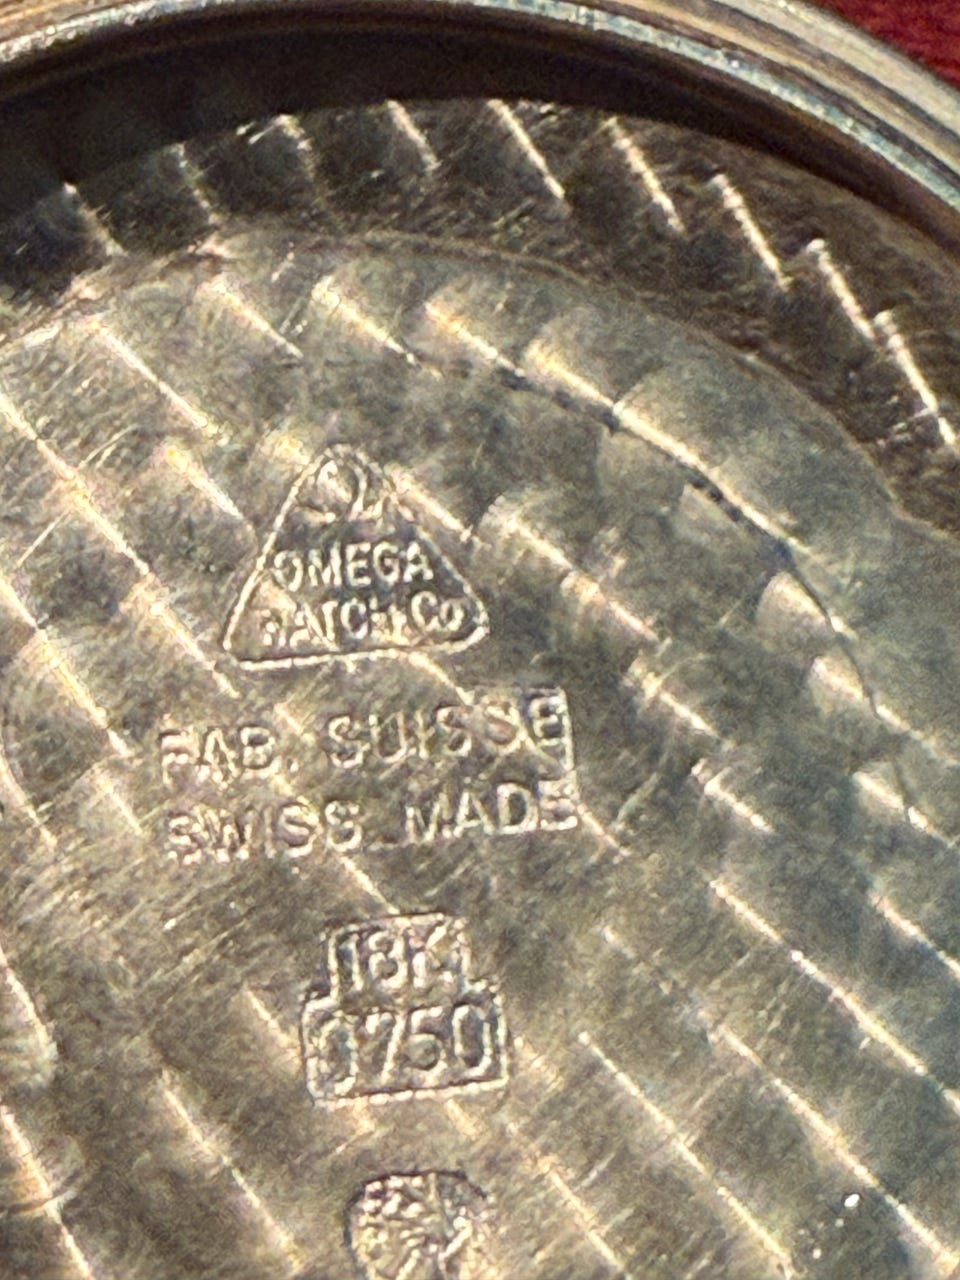 Ω
OMEGA
WATCH Co
FAB. SUISSE
SWISS MADE
18K
0750